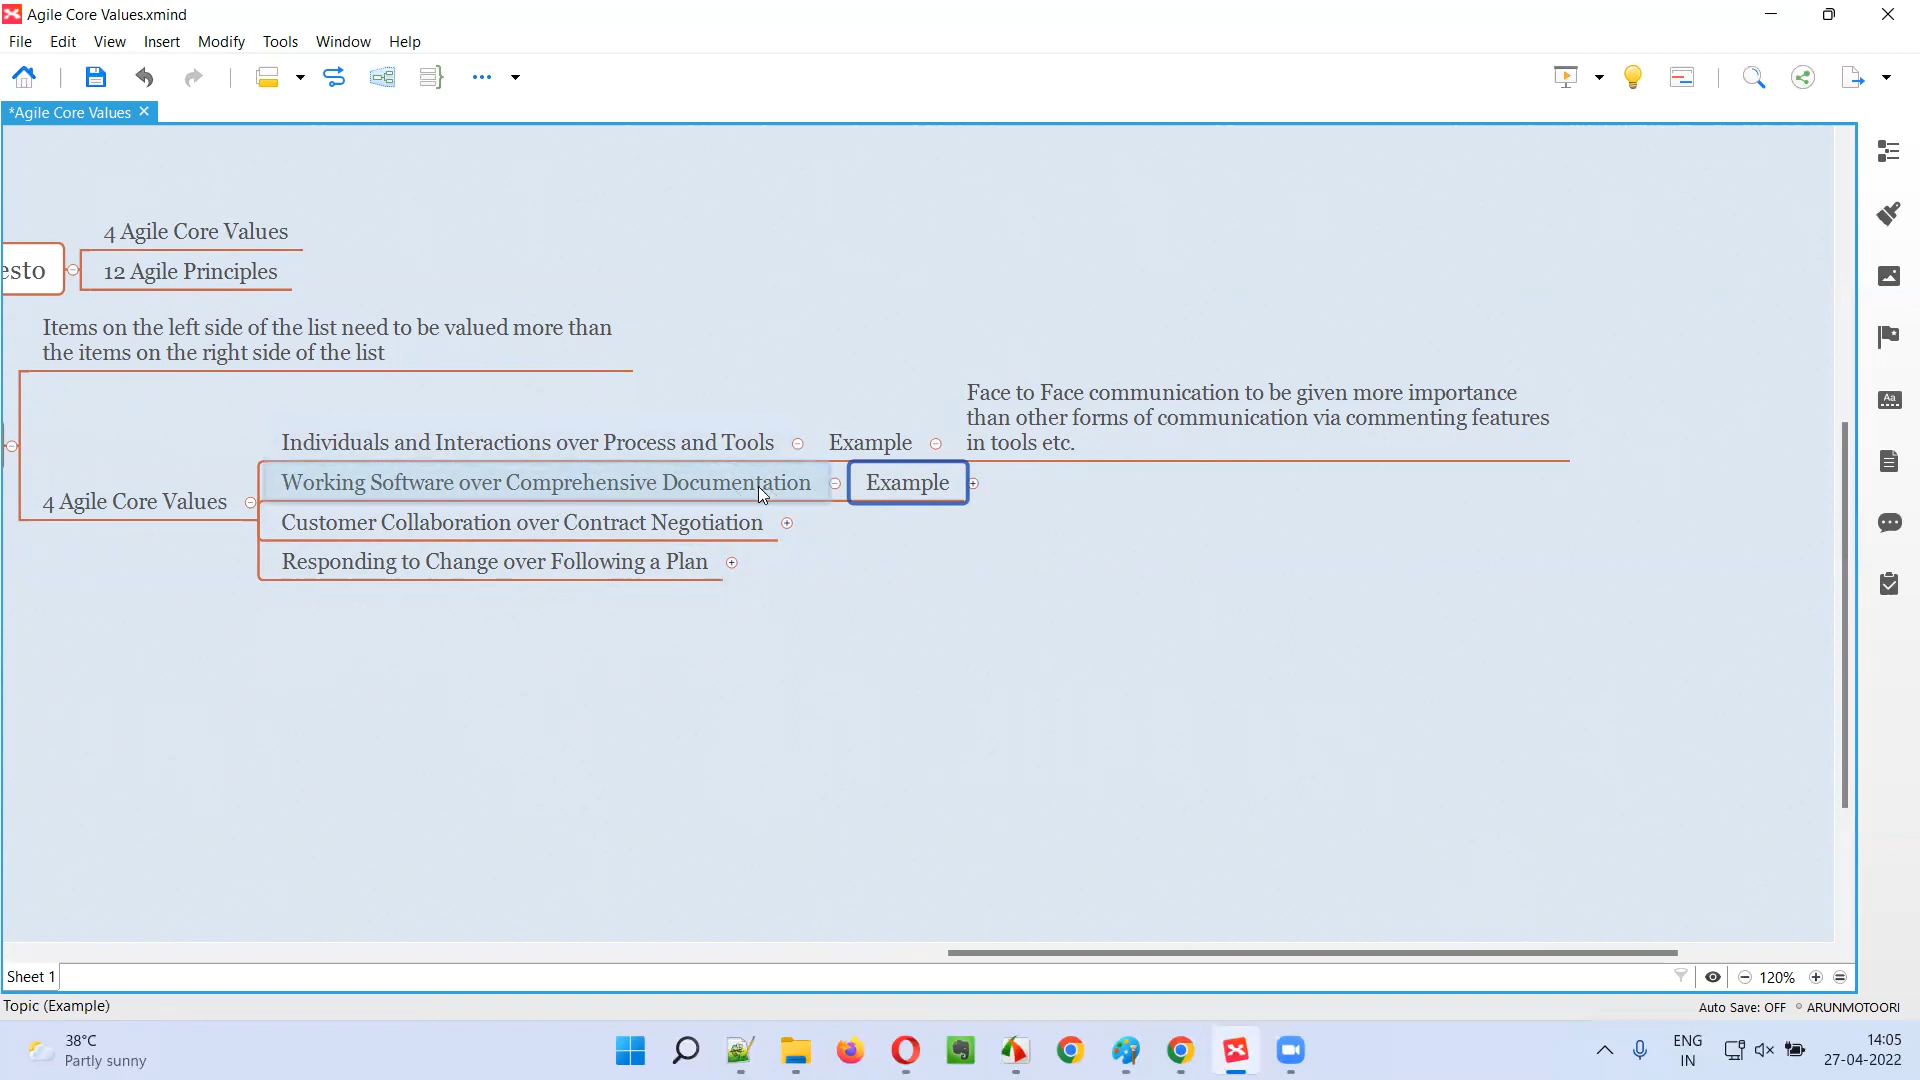 Agile Core Values.xmind
File Edit View Insert Modify Tools Window Help
*Agile Core Values
esto
4 Agile Core Values
12 Agile Principles
Items on the left side of the list need to be valued more than
the items on the right side of the list
Face to Face communication to be given more importance
than other forms of communication via commenting features
in tools etc.
Individuals and Interactions over Process and Tools
Example
Working Software over Comprehensive Documentation
Example
4 Agile Core Values
Customer Collaboration over Contract Negotiation
Responding to Change over Following a Plan
Sheet 1
120%
Topic (Example)
Auto Save: OFF
ARUNMOTOORI
38°C
Partly sunny
ENG
IN
14:05
27-04-2022